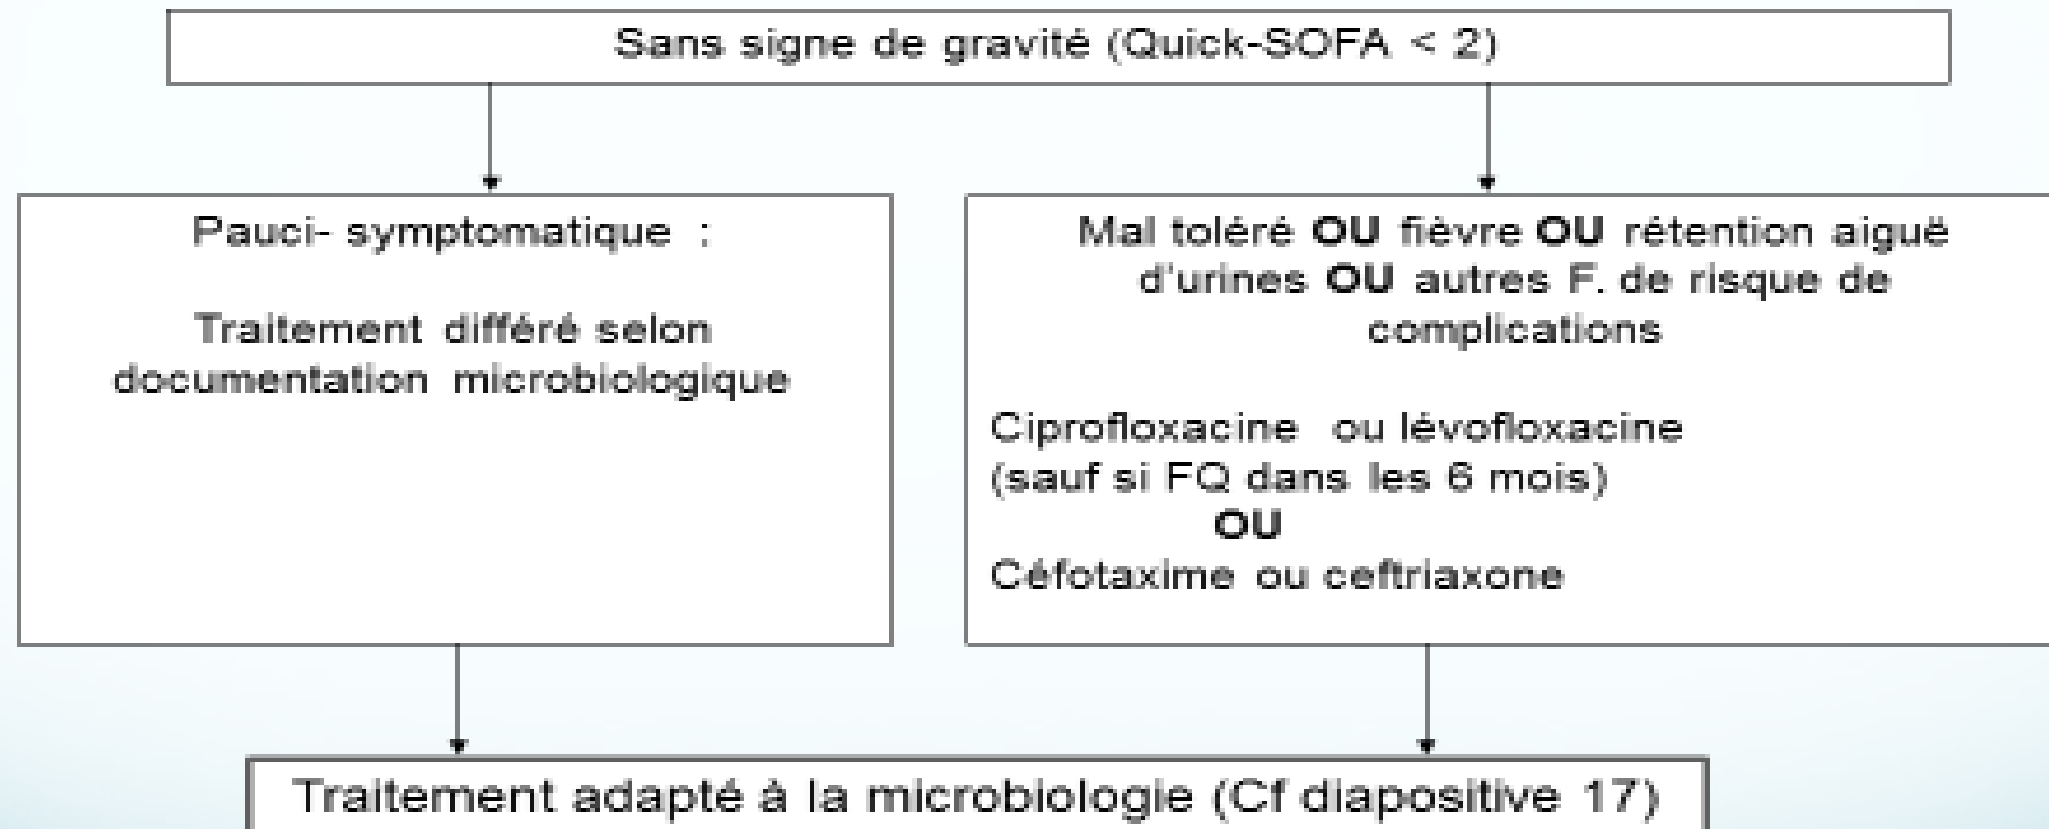 Sans signe de gravité (Quick-SOFA < 2)
Pauci- symptomatique :
Traitement différé selon
documentation microbiologique
Mal toléré OU fièvre OU rétention aiguë
d'urines OU autres F. de risque de
complications
Ciprofloxacine ou lévofloxacine
(sauf si FQ dans les 6 mois)
OU
Céfotaxime ou ceftriaxone
Traitement adapté à la microbiologie (Cf diapositive 17)